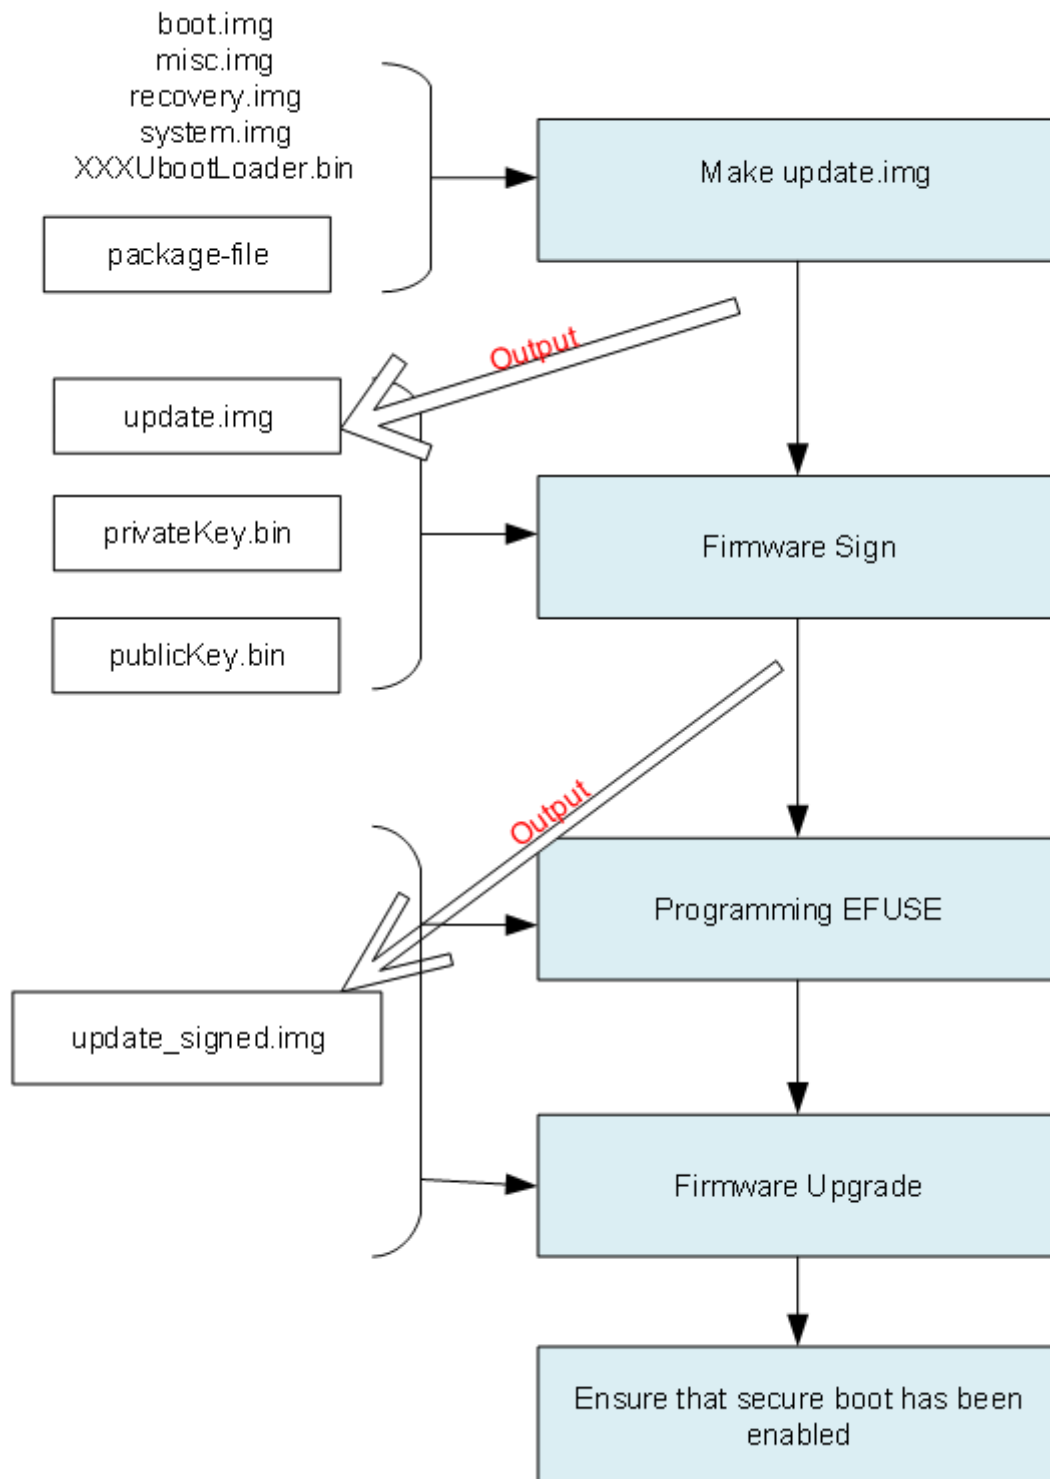 boot.img
misc.img
recovery.img
system.img
XXXUbootLoader.bin
package-file
Make update.img
Output
update.img
privateKey.bin
publicKey.bin
Firmware Sign
Output
Programming EFUSE
update_signed.img
Firmware Upgrade
Ensure that secure boot has been
enabled